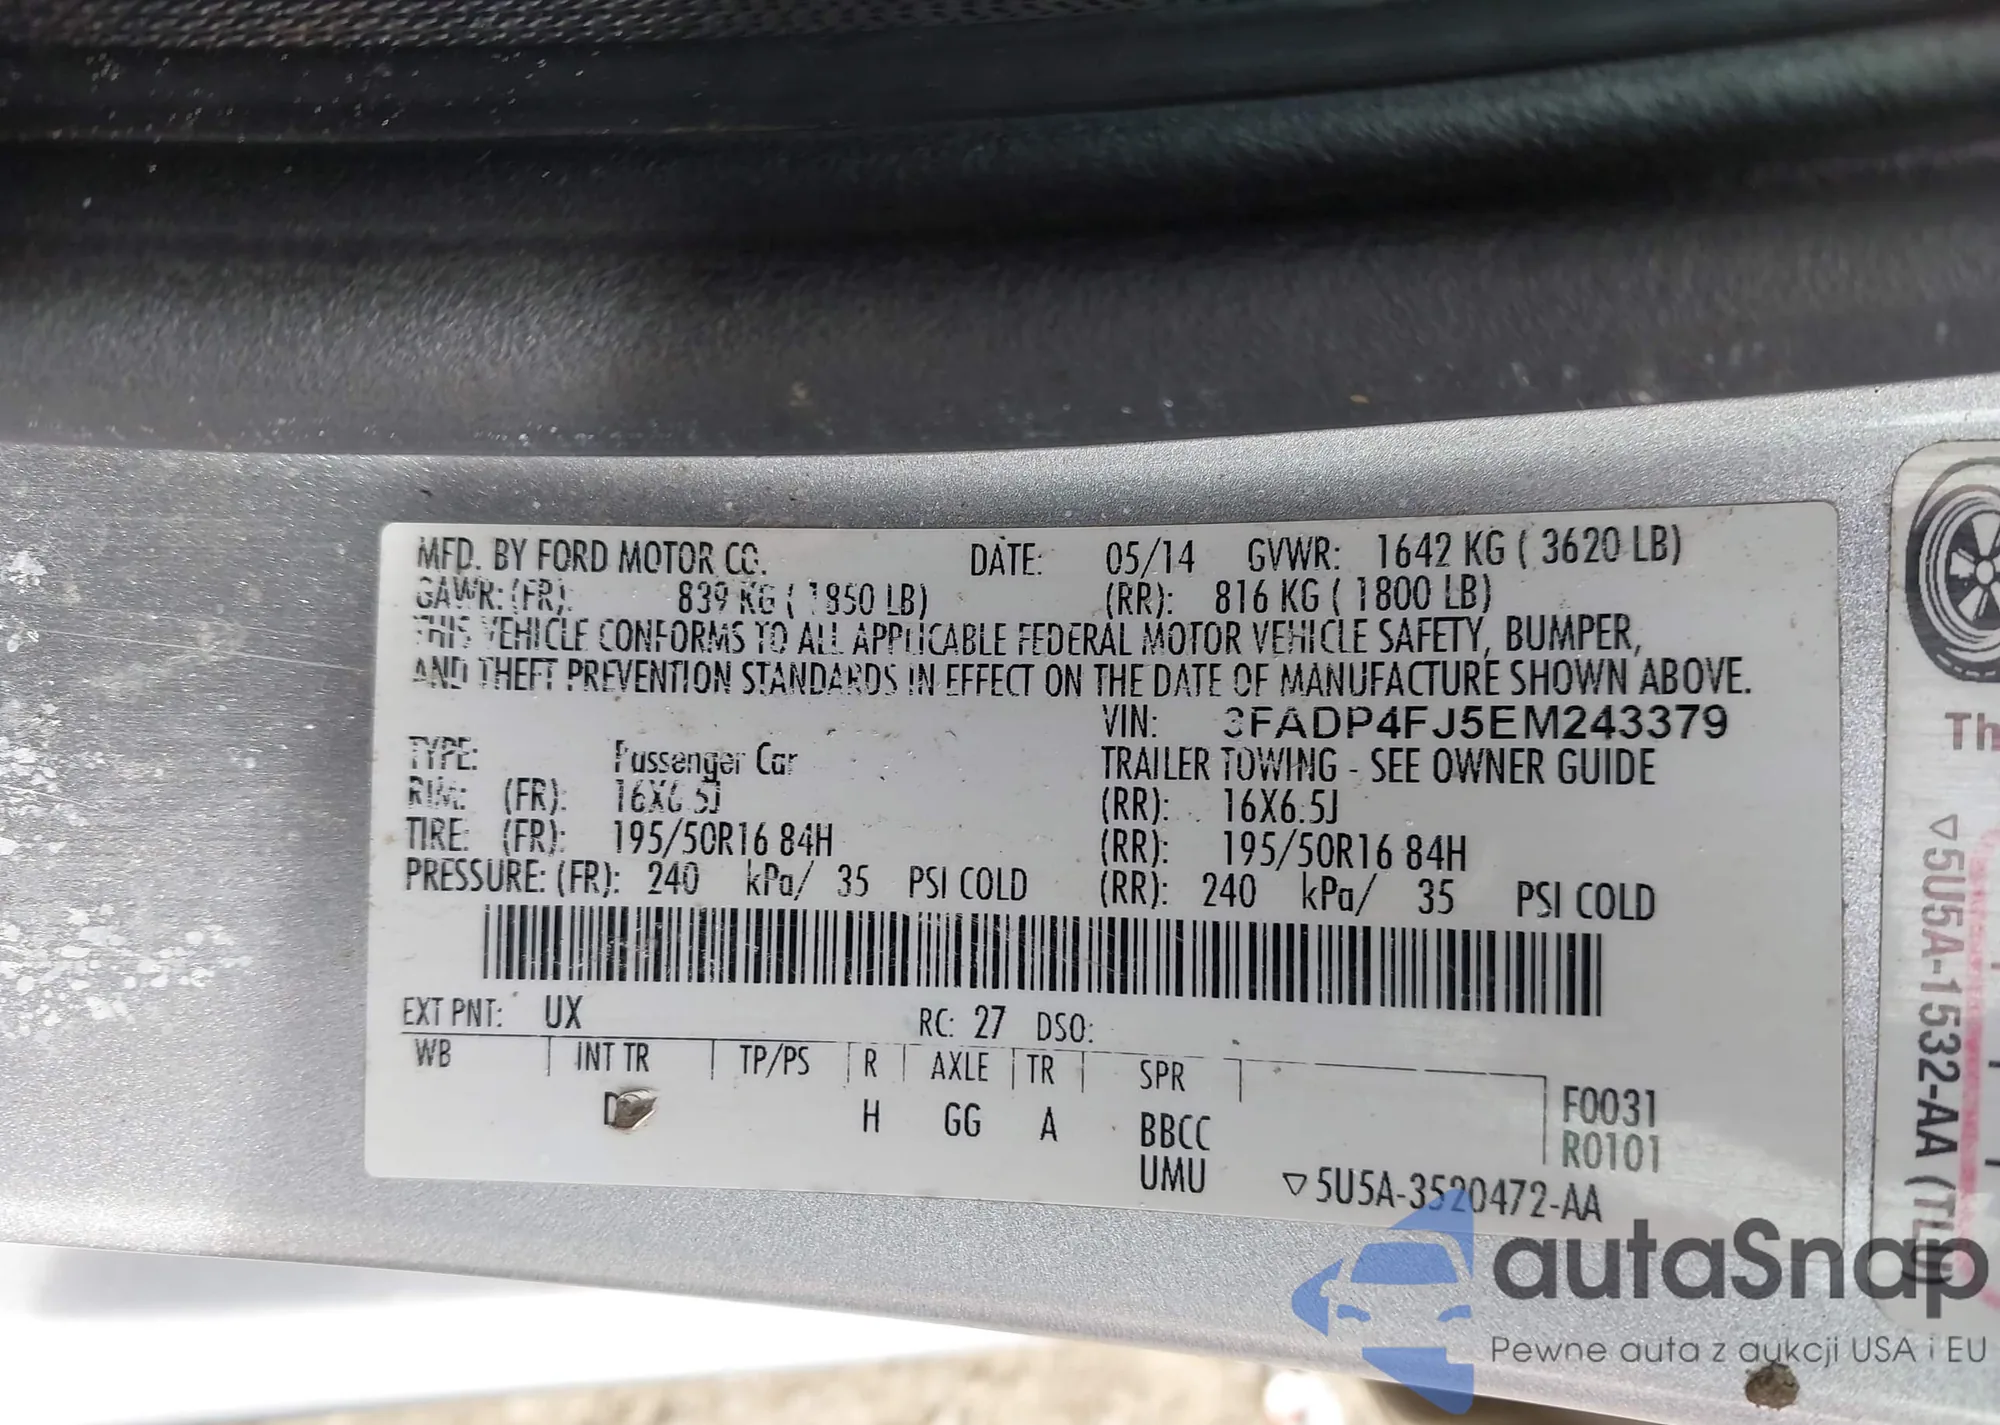 MFD. BY FORD MOTOR CO. DATE: 05/14 GVWR: 1642 KG ( 3620 LB)
GAWR: (FR): 839 KG ( 1850 LB) (RR): 816 KG ( 1800 LB)
THIS VEHICLE CONFORMS TO ALL APPLICABLE FEDERAL MOTOR VEHICLE SAFETY, BUMPER,
AND THEFT PREVENTION STANDARDS IN EFFECT ON THE DATE OF MANUFACTURE SHOWN ABOVE.
VIN: 3FADP4FJ5EM243379
TYPE: Passenger Car TRAILER TOWING - SEE OWNER GUIDE
RIM: (FR): 16X6.5J (RR): 16X6.5J
TIRE: (FR): 195/50R16 84H (RR): 195/50R16 84H
PRESSURE: (FR): 240 kPa/ 35 PSI COLD (RR): 240 kPa/ 35 PSI COLD
EXT PNT: UX RC: 27 DSO:
WB INT TR TP/PS R AXLE TR SPR
H GG A BBCC
UMU
F0031
R0101
▽5U5A-3520472-AA
Th
▽5U5A-1532-AA (TLU)
autaSnap
Pewne auta z aukcji USA i EU